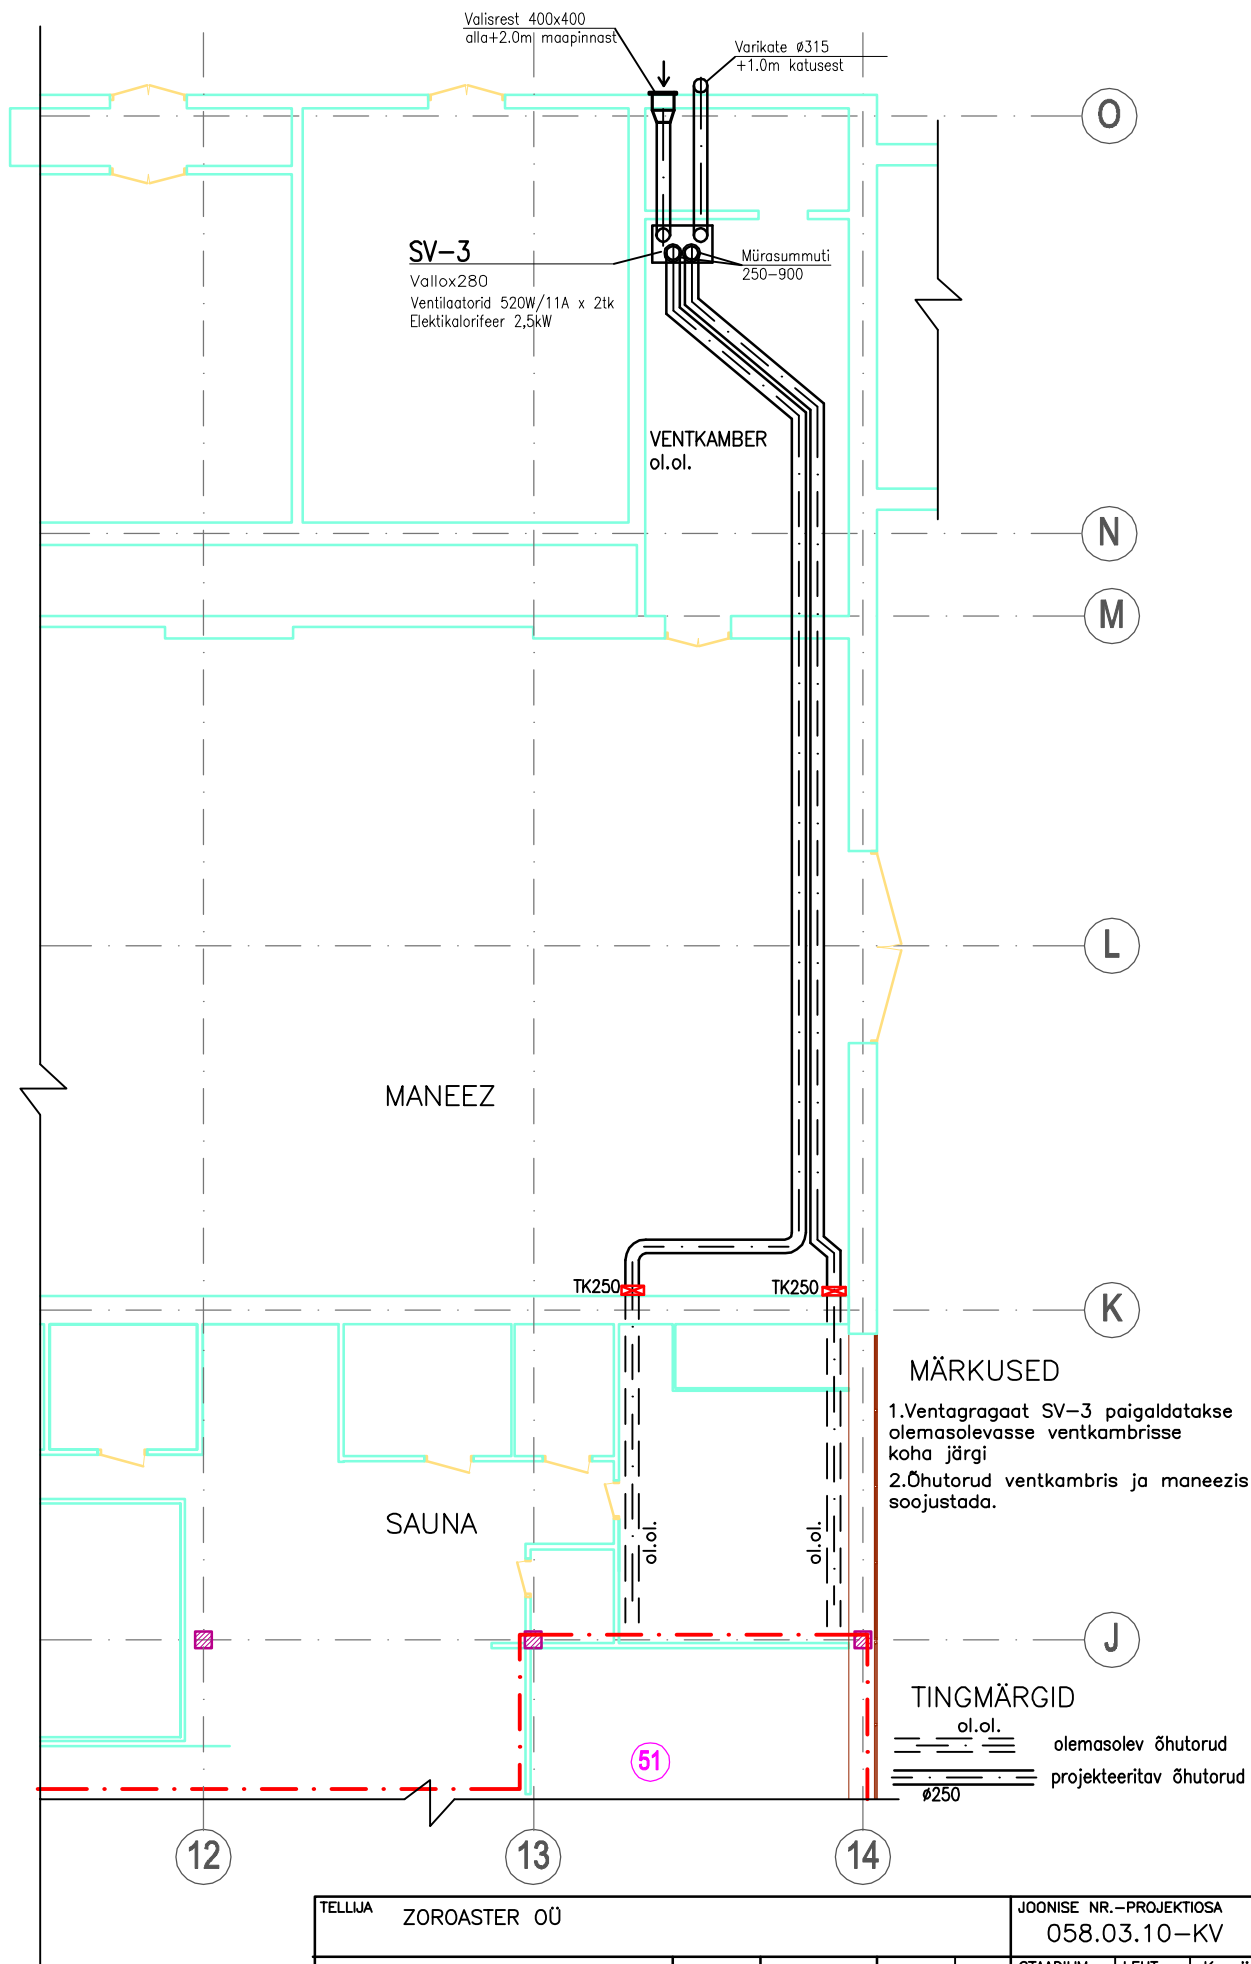 Valisrest 400x400
alla+2.0m maapinnast
Varikate ø315
+1.0m katusest
O
SV-3
Vallox280
Ventilaatorid 520W/11A x 2tk
Elektikalorifeer 2,5kW
Mürasummuti
250-900
VENTKAMBER
ol.ol.
N
M
L
MANEEZ
TK250
TK250
K
MÄRKUSED
1.Ventagragaat SV-3 paigaldatakse
olemasolevasse ventkambrisse
koha järgi
2.Õhutorud ventkambris ja maneezis
soojustada.
SAUNA
ol.ol.
ol.ol.
J
TINGMÄRGID
ol.ol.
olemasolev õhutorud
projekteeritav õhutorud
ø250
51
12
13
14
TELLIJA
ZOROASTER OÜ
JOONISE NR.-PROJEKTIOSA
058.03.10-KV